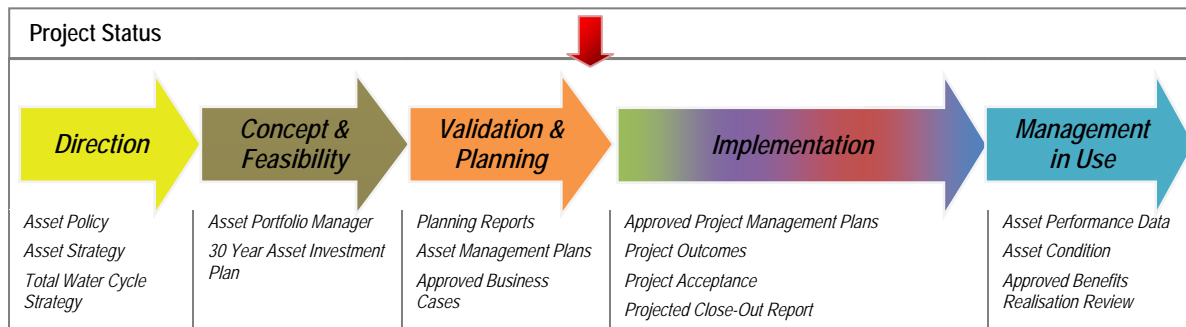 Project Status
Direction
Concept &
Feasibility
Validation &
Planning
Implementation
Management
in Use
Asset Policy
Asset Strategy
Total Water Cycle
Strategy
Asset Portfolio Manager
30 Year Asset Investment
Plan
Planning Reports
Asset Management Plans
Approved Business
Cases
Approved Project Management Plans
Project Outcomes
Project Acceptance
Projected Close-Out Report
Asset Performance Data
Asset Condition
Approved Benefits
Realisation Review